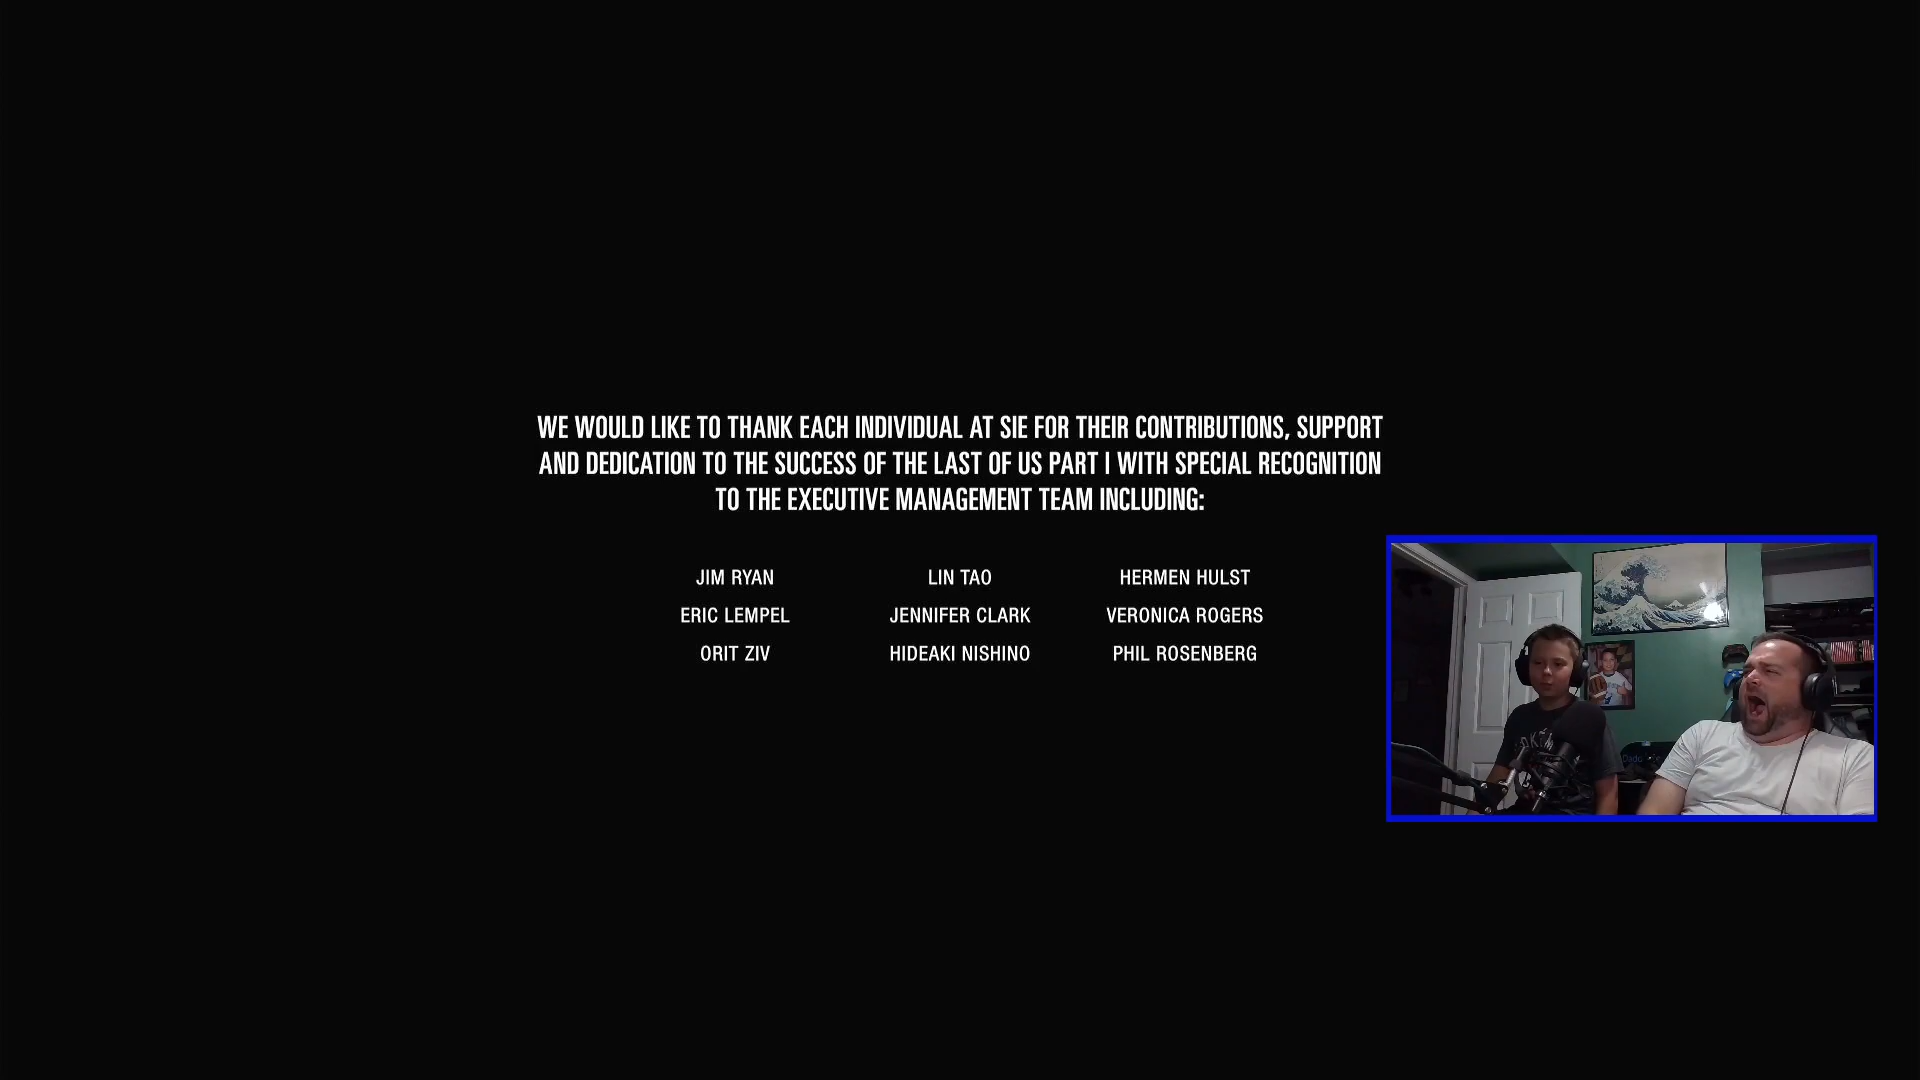 WE WOULD LIKE TO THANK EACH INDIVIDUAL AT SIE FOR THEIR CONTRIBUTIONS, SUPPORT
AND DEDICATION TO THE SUCCESS OF THE LAST OF US PART I WITH SPECIAL RECOGNITION
TO THE EXECUTIVE MANAGEMENT TEAM INCLUDING:
JIM RYAN LIN TAO HERMEN HULST
ERIC LEMPEL JENNIFER CLARK VERONICA ROGERS
ORIT ZIV HIDEAKI NISHINO PHIL ROSENBERG